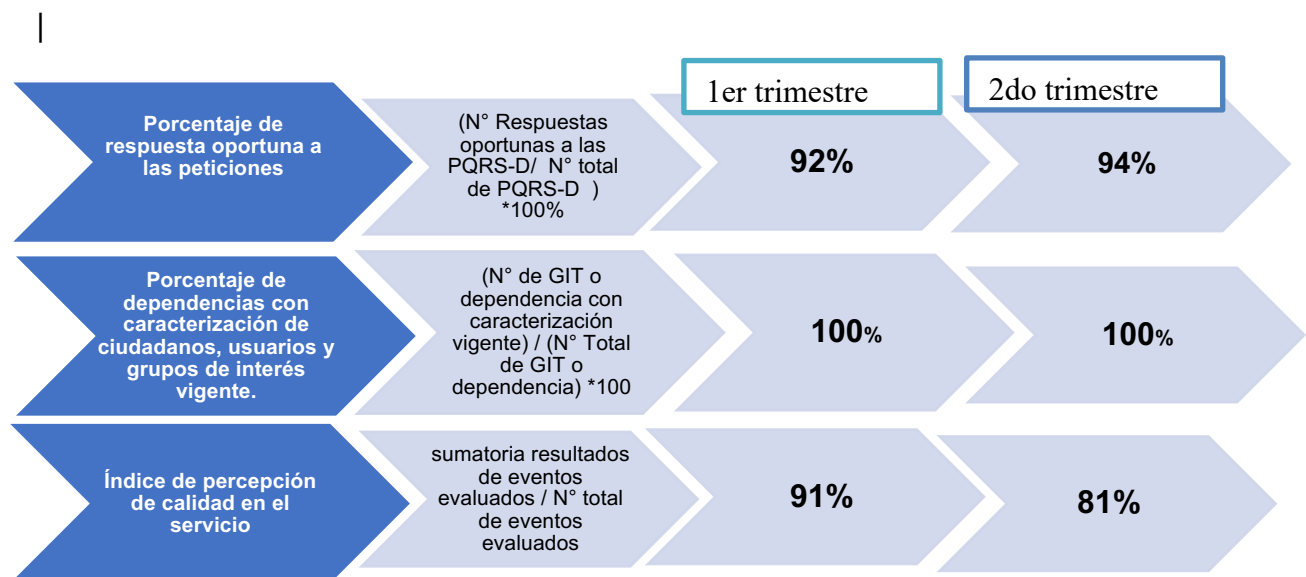 1er trimestre
2do trimestre
Porcentaje de
respuesta oportuna a
las peticiones
(N° Respuestas
oportunas a las
PQRS-D/ N° total
de PQRS-D )
*100%
92%
94%
Porcentaje de
dependencias con
caracterización de
ciudadanos, usuarios y
grupos de interés
vigente.
(N° de GIT o
dependencia con
caracterización
vigente) / (N° Total
de GIT o
dependencia) *100
100%
100%
Índice de percepción
de calidad en el
servicio
sumatoria resultados
de eventos
evaluados / N° total
de eventos
evaluados
91%
81%